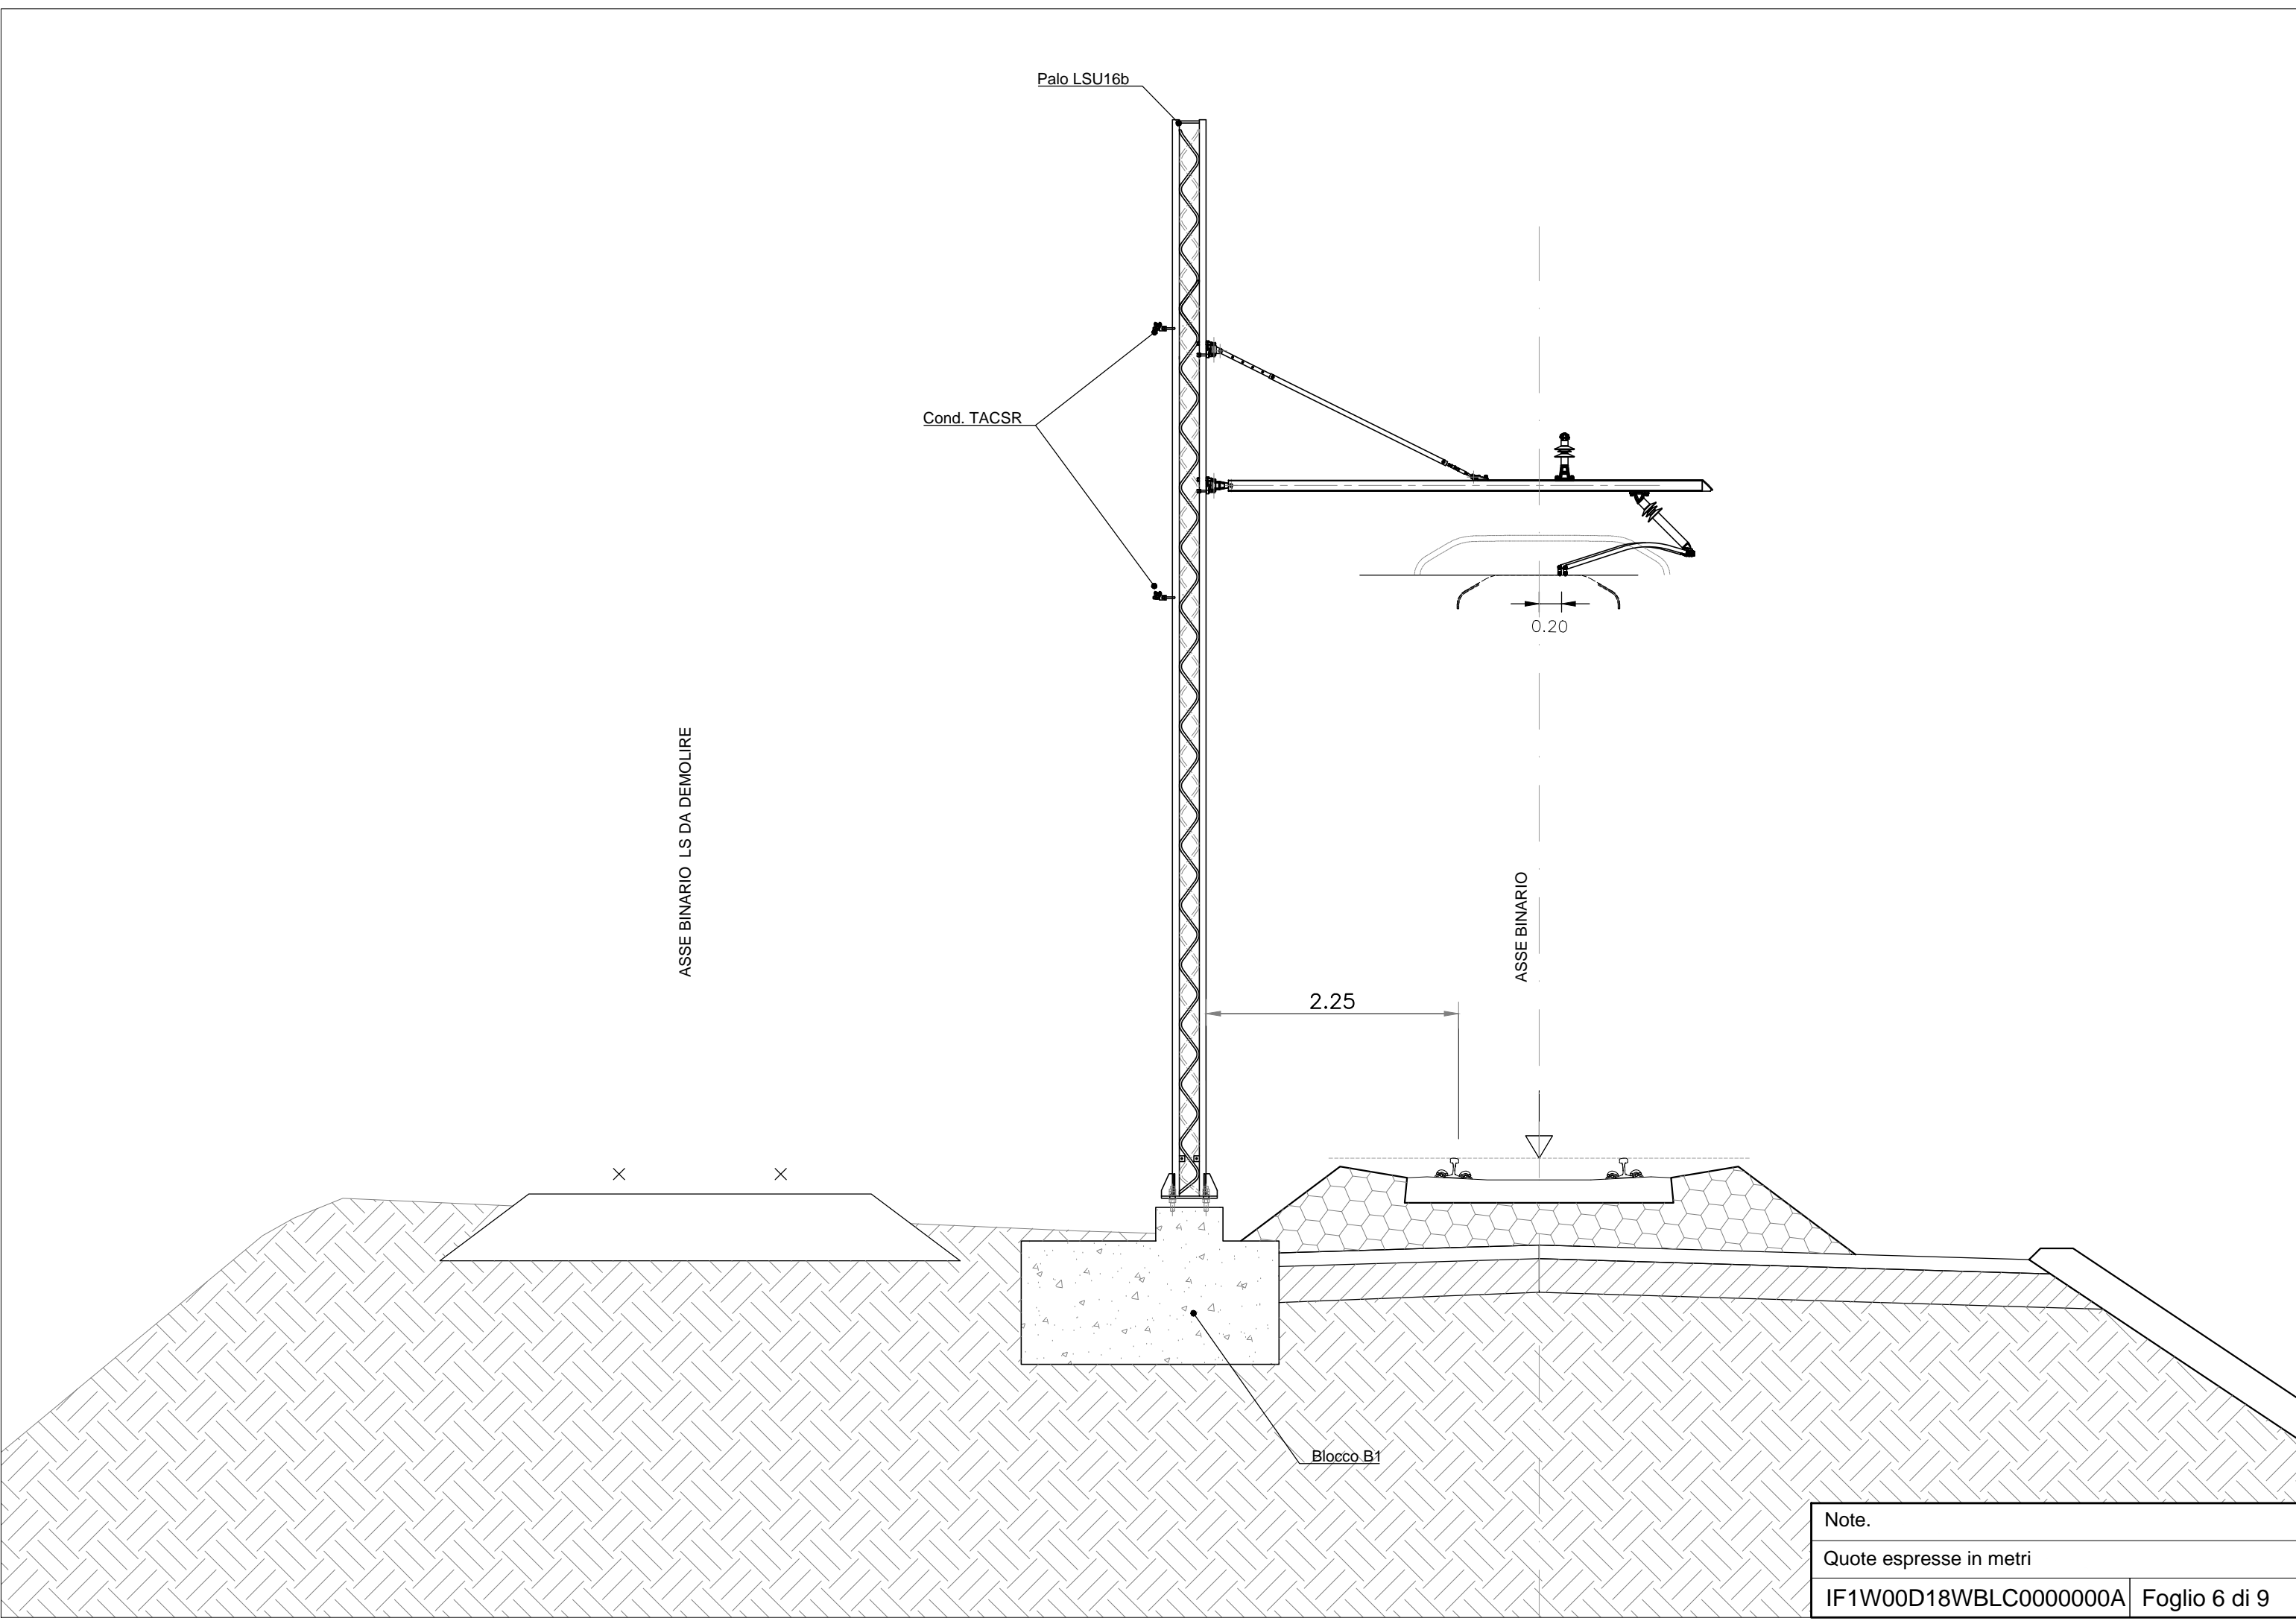 Palo LSU16b
Cond. TACSR
0.20
ASSE BINARIO LS DA DEMOLIRE
ASSE BINARIO
2.25
Blocco B1
Note.
Quote espresse in metri
IF1W00D18WBLC0000000A Foglio 6 di 9